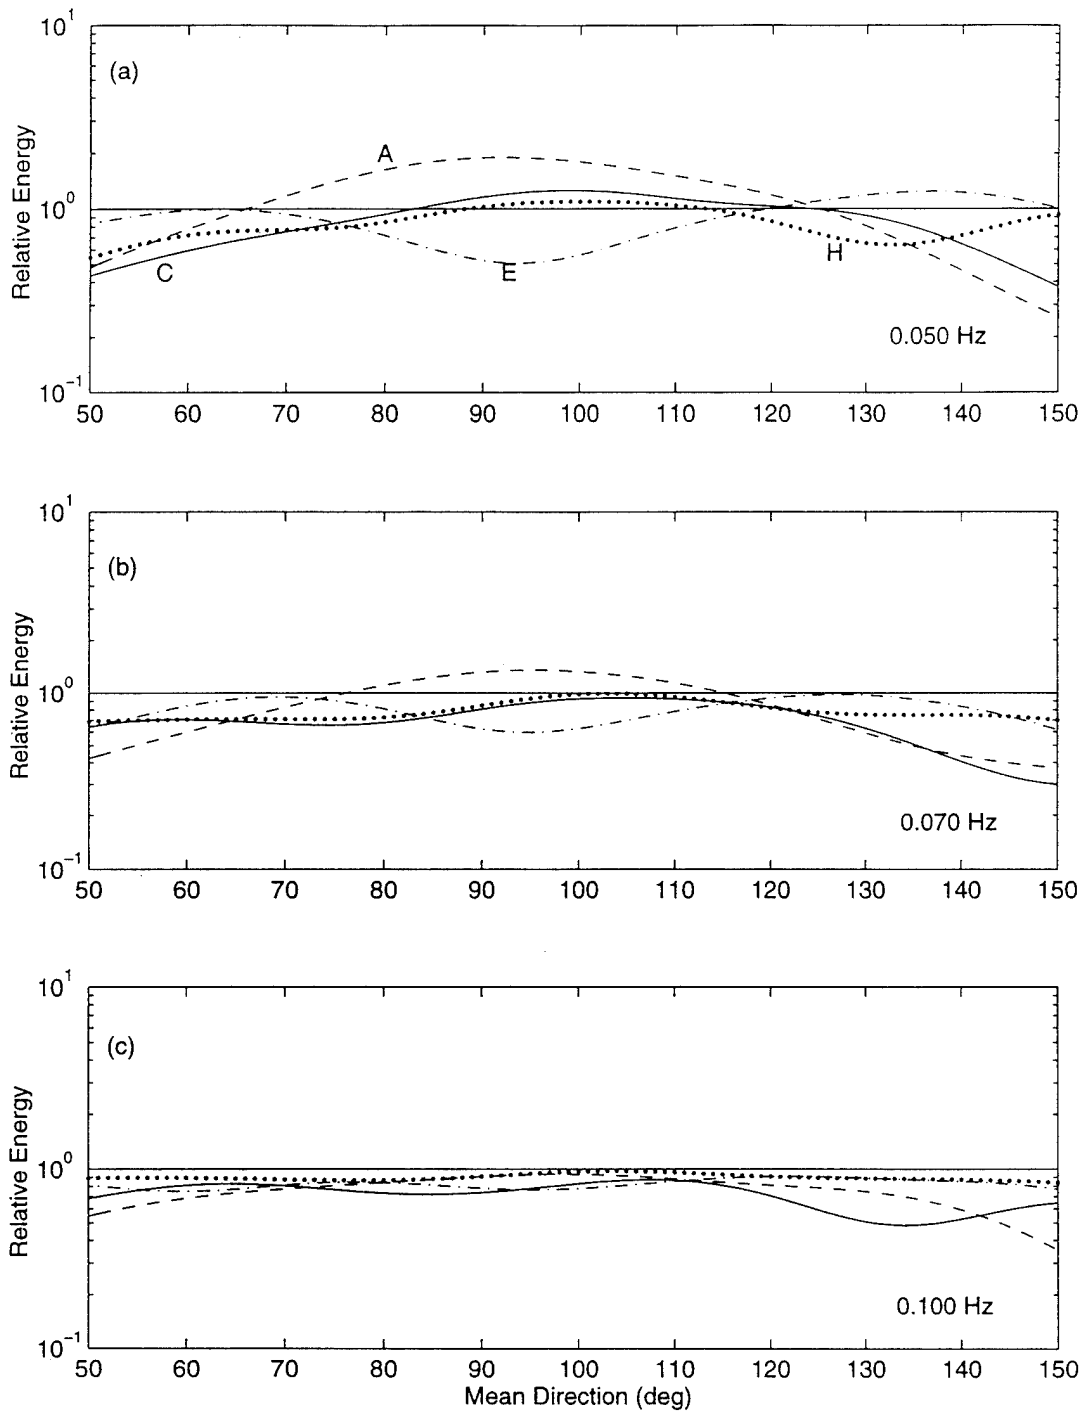 10^1
(a)
A
Relative Energy
10^0
C
E
H
0.050 Hz
10^-1
50 60 70 80 90 100 110 120 130 140 150
10^1
(b)
Relative Energy
10^0
0.070 Hz
10^-1
50 60 70 80 90 100 110 120 130 140 150
10^1
(c)
Relative Energy
10^0
0.100 Hz
10^-1
50 60 70 80 90 100 110 120 130 140 150
Mean Direction (deg)